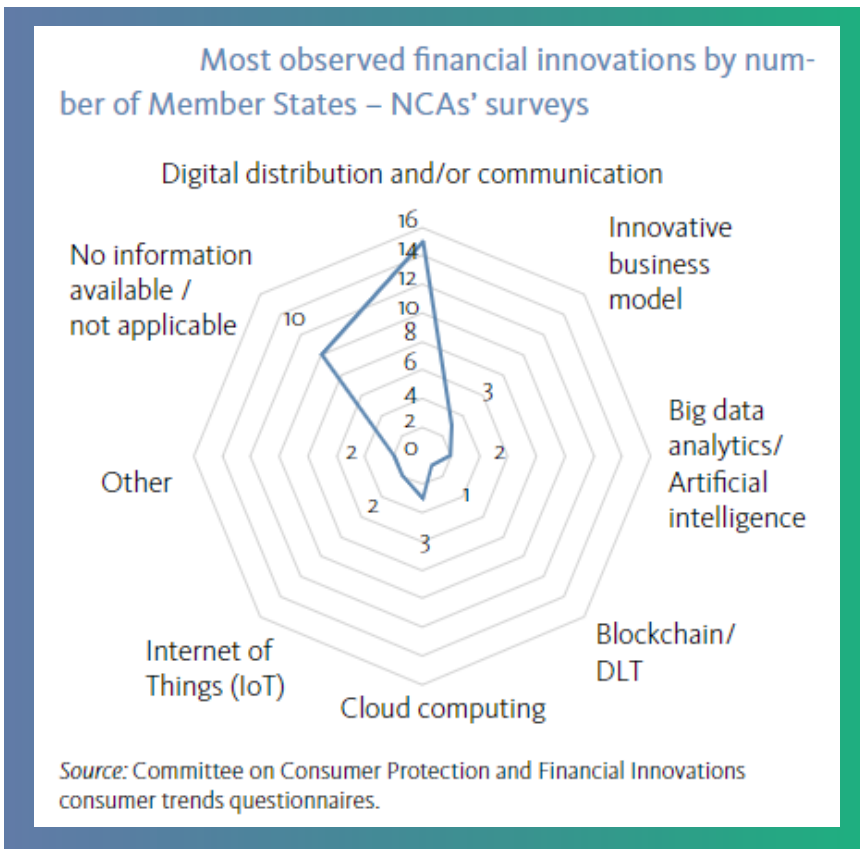 Most observed financial innovations by num-
ber of Member States – NCAs' surveys
Digital distribution and/or communication
16
14
12
10
8
6
4
2
0
Innovative
business
model
3
Big data
analytics/
Artificial
intelligence
2
Blockchain/
DLT
1
Cloud computing
3
Internet of
Things (IoT)
2
Other
2
No information
available /
not applicable
10
Source: Committee on Consumer Protection and Financial Innovations
consumer trends questionnaires.